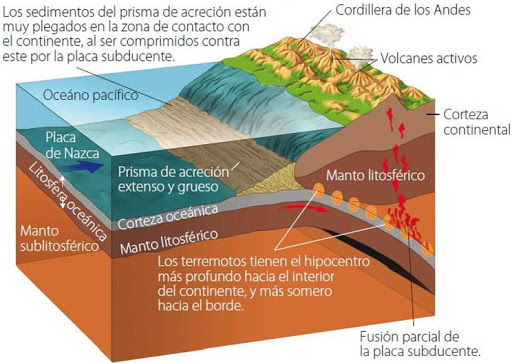 Los sedimentos del prisma de acreción están
muy plegados en la zona de contacto con
el continente, al ser comprimidos contra
este por la placa subducente.
Cordillera de los Andes
Volcanes activos
Océano pacífico
Corteza
continental
Placa
de Nazca
Litosfera oceánica
Prisma de acreción
extenso y grueso
Manto litosférico
Corteza oceánica
Manto
sublitosférico
Manto litosférico
Los terremotos tienen el hipocentro
más profundo hacia el interior
del continente, y más somero
hacia el borde.
Fusión parcial de
la placa subducente.